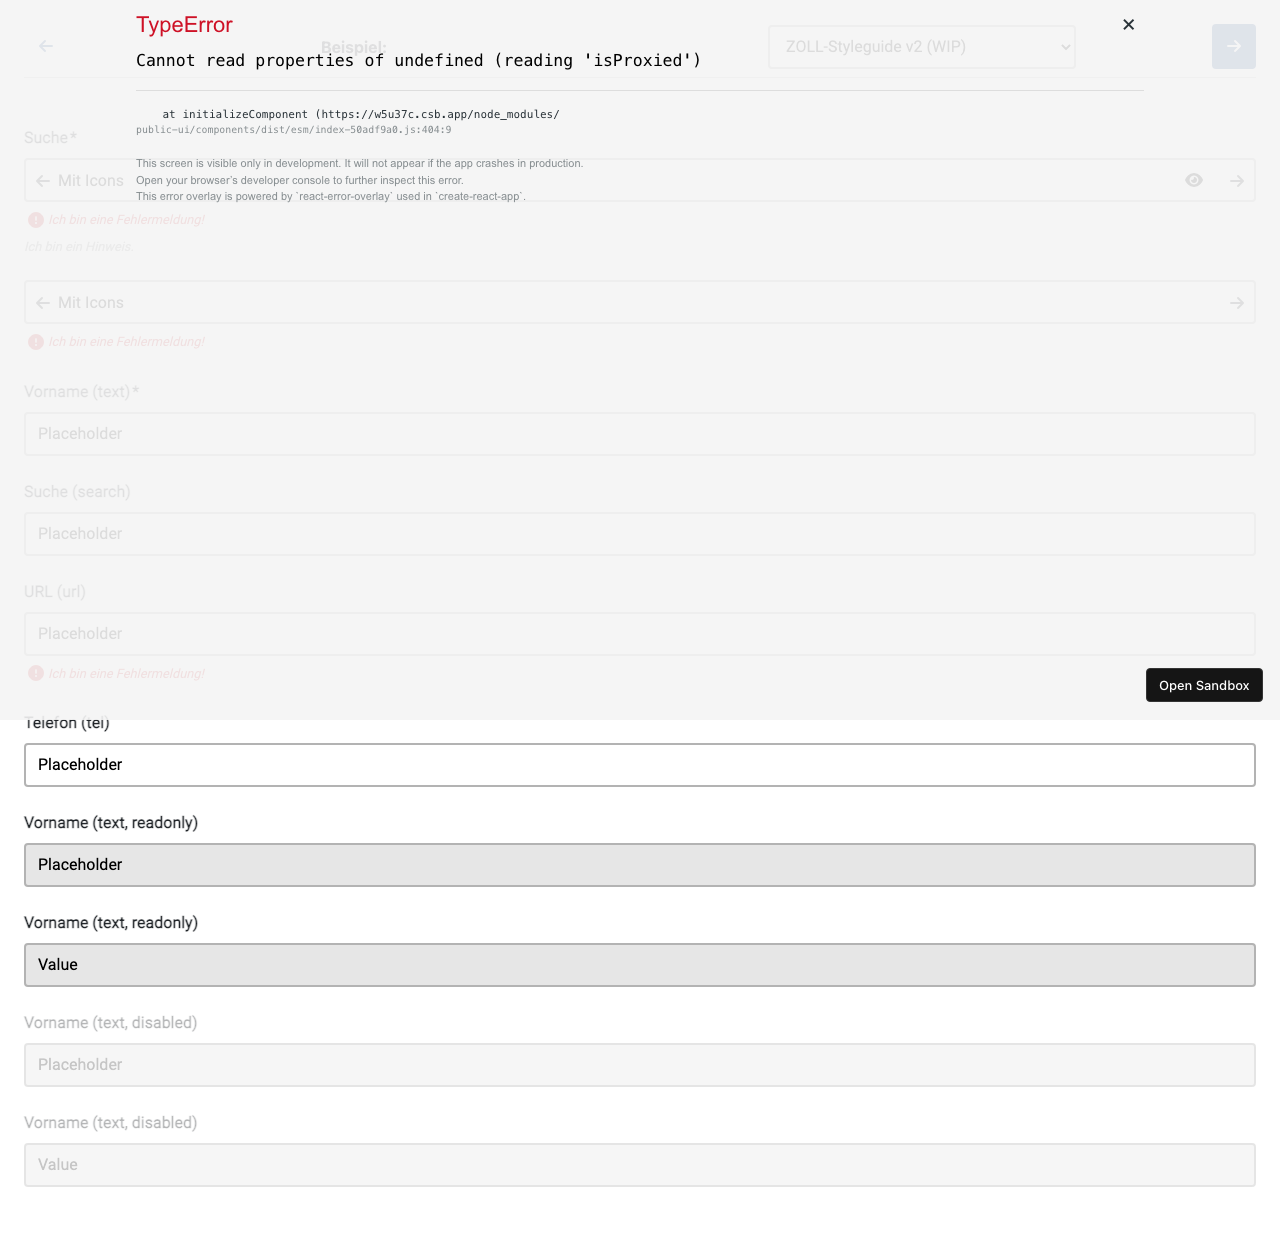 TypeError
Beispiel:
ZOLL-Styleguide v2 (WIP)
Cannot read properties of undefined (reading 'isProxied')
at initializeComponent (https://w5u37c.csb.app/node_modules/
public-ui/components/dist/esm/index-50adf9a0.js:404:9
Suche*
This screen is visible only in development. It will not appear if the app crashes in production.
Mit Icons
Open your browser’s developer console to further inspect this error.
This error overlay is powered by `react-error-overlay` used in `create-react-app`.
Ich bin eine Fehlermeldung!
Ich bin ein Hinweis.
Mit Icons
Ich bin eine Fehlermeldung!
Vorname (text)*
Placeholder
Suche (search)
Placeholder
URL (url)
Placeholder
Ich bin eine Fehlermeldung!
Open Sandbox
Telefon (tel)
Placeholder
Vorname (text, readonly)
Placeholder
Vorname (text, readonly)
Value
Vorname (text, disabled)
Placeholder
Vorname (text, disabled)
Value